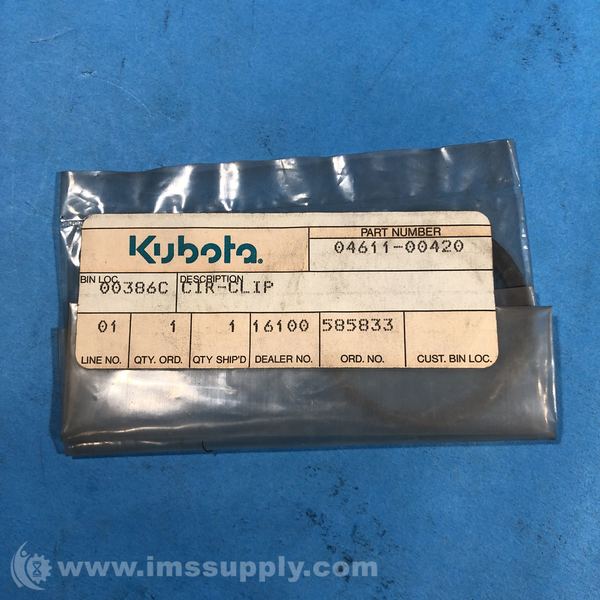 Kubota.
PART NUMBER
04611-00420
BIN LOC. DESCRIPTION
00386C CIR-CLIP
01 1 1 16100 585833
LINE NO. QTY. ORD. QTY SHIP'D DEALER NO. ORD. NO. CUST. BIN LOC.
www.imssupply.com